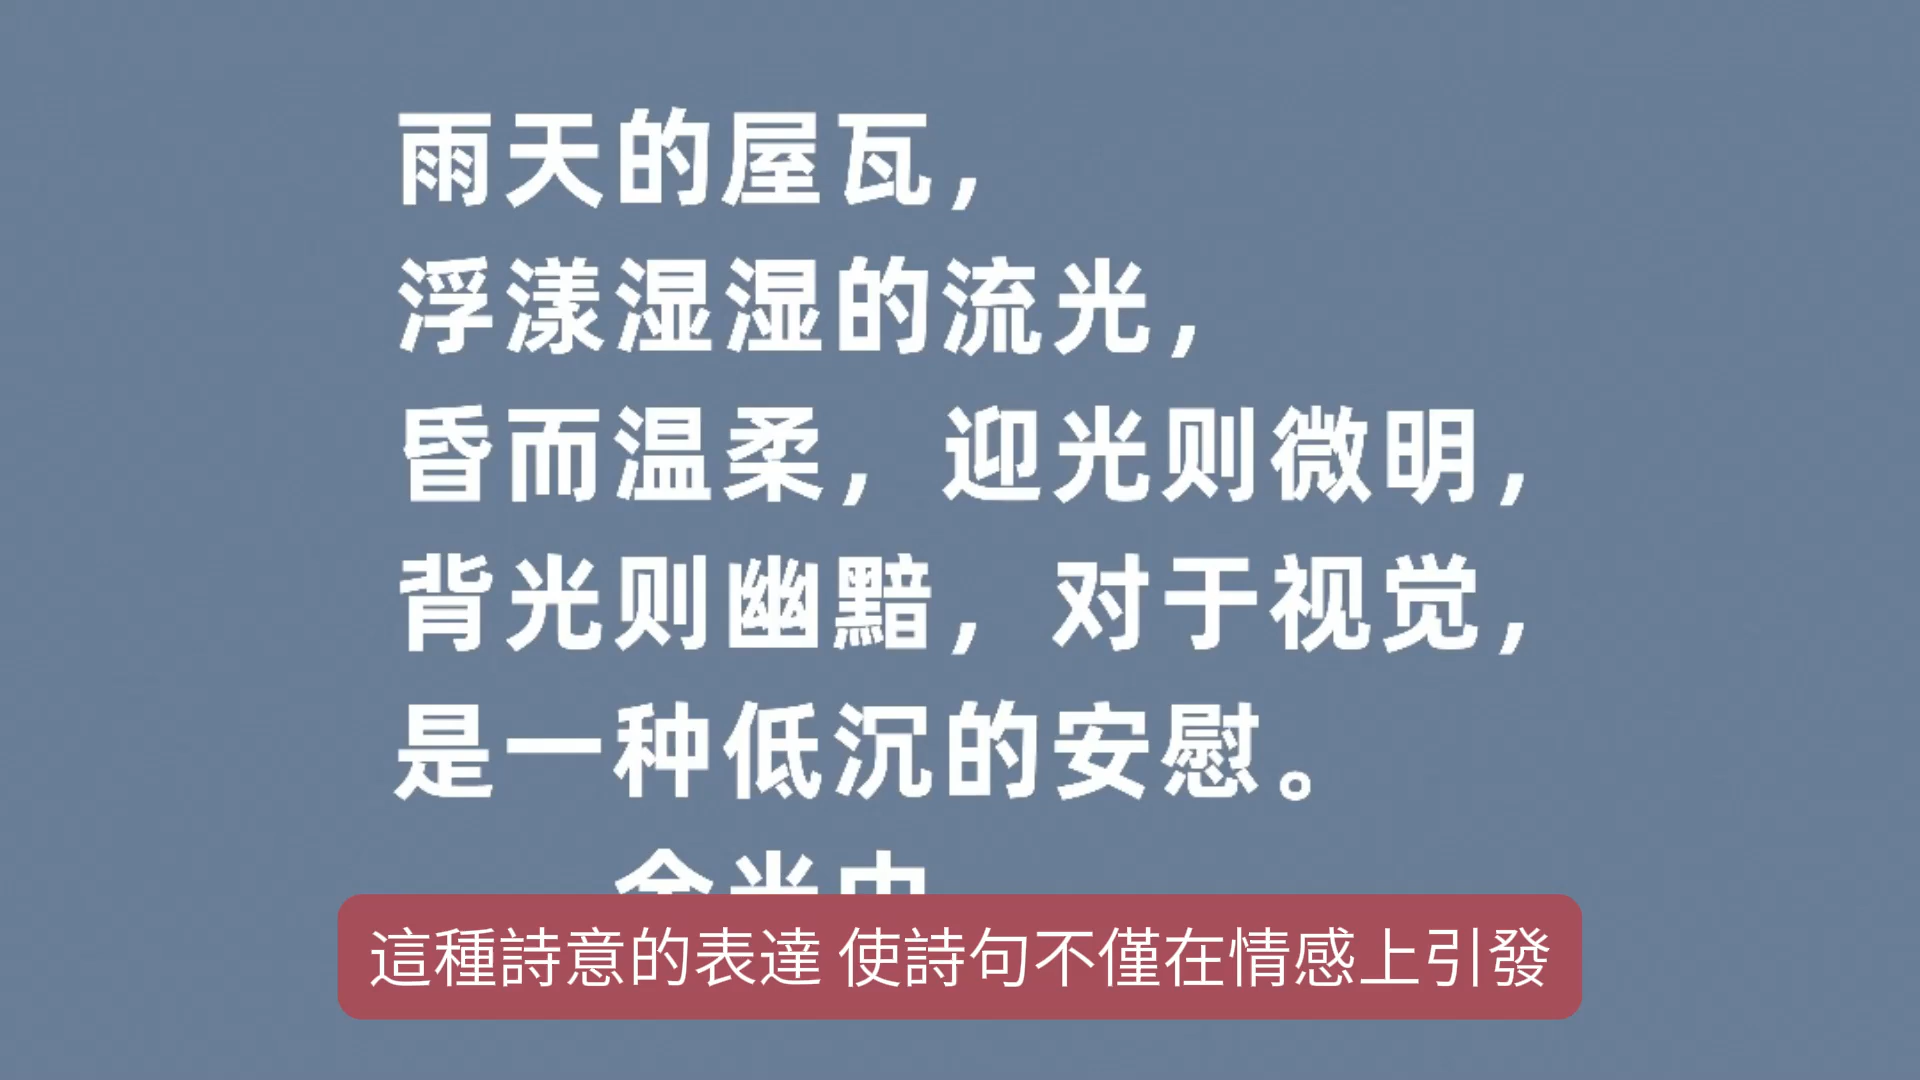 雨天的屋瓦，
浮漾湿湿的流光，
昏而温柔，迎光则微明，
背光则幽黯，对于视觉，
是一种低沉的安慰。
這種詩意的表達 使詩句不僅在情感上引發